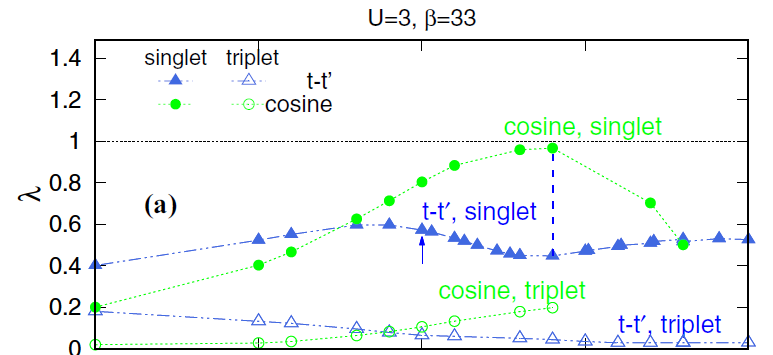 U=3, β=33
singlet triplet
t-t'
cosine
1.4
1.2
1
0.8
0.6
0.4
0.2
0
λ
(a)
cosine, singlet
t-t′, singlet
cosine, triplet
t-t′, triplet